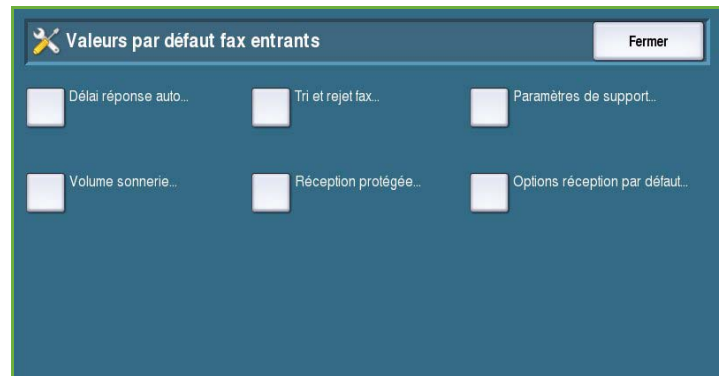 Valeurs par défaut fax entrants
Fermer
Délai réponse auto...
Tri et rejet fax...
Paramètres de support...
Volume sonnerie...
Réception protégée...
Options réception par défaut...